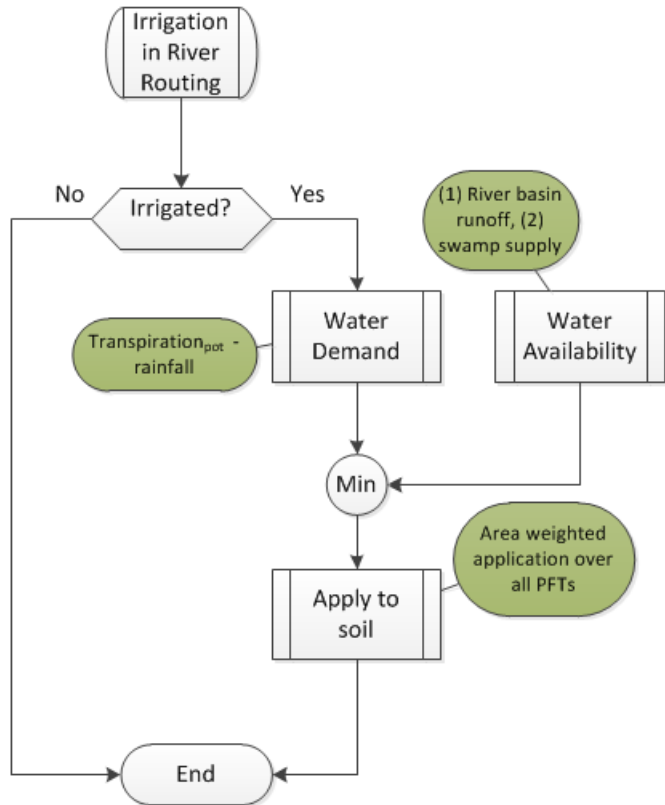 Irrigation
in River
Routing
No
Irrigated?
Yes
(1) River basin
runoff, (2)
swamp supply
Water
Demand
Water
Availability
Transpirationpot -
rainfall
Min
Area weighted
application over
all PFTs
Apply to
soil
End